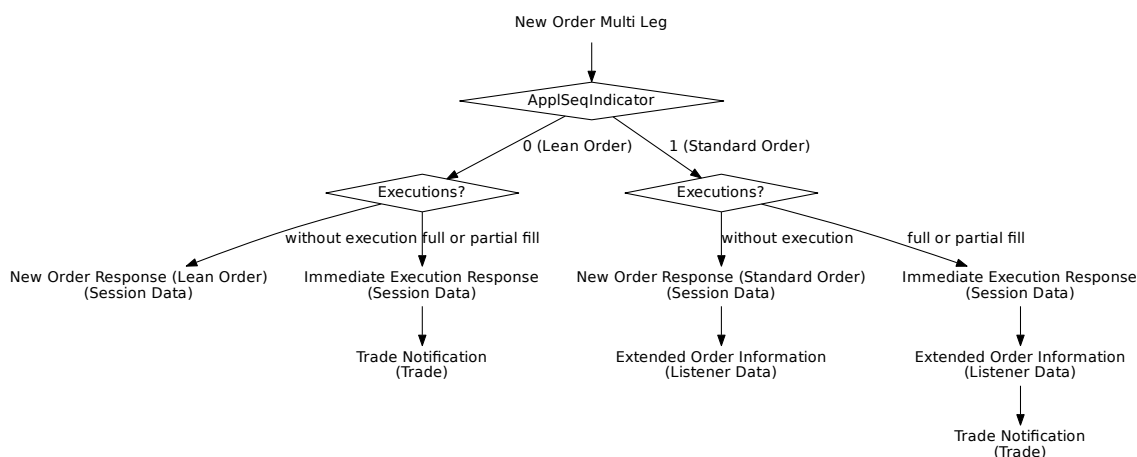 New Order Multi Leg
ApplSeqIndicator
0 (Lean Order)
1 (Standard Order)
Executions?
Executions?
without execution
full or partial fill
without execution
full or partial fill
New Order Response (Lean Order)
(Session Data)
Immediate Execution Response
(Session Data)
New Order Response (Standard Order)
(Session Data)
Immediate Execution Response
(Session Data)
Trade Notification
(Trade)
Extended Order Information
(Listener Data)
Extended Order Information
(Listener Data)
Trade Notification
(Trade)